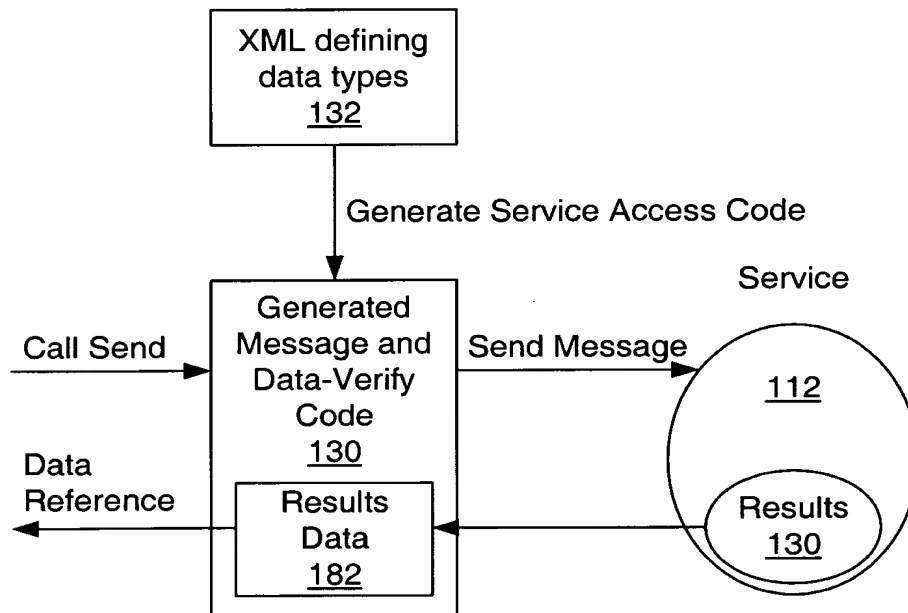 XML defining
data types
132
Generate Service Access Code
Service
Call Send
Generated
Message and
Data-Verify
Code
130
Send Message
112
Data
Reference
Results
Data
182
Results
130